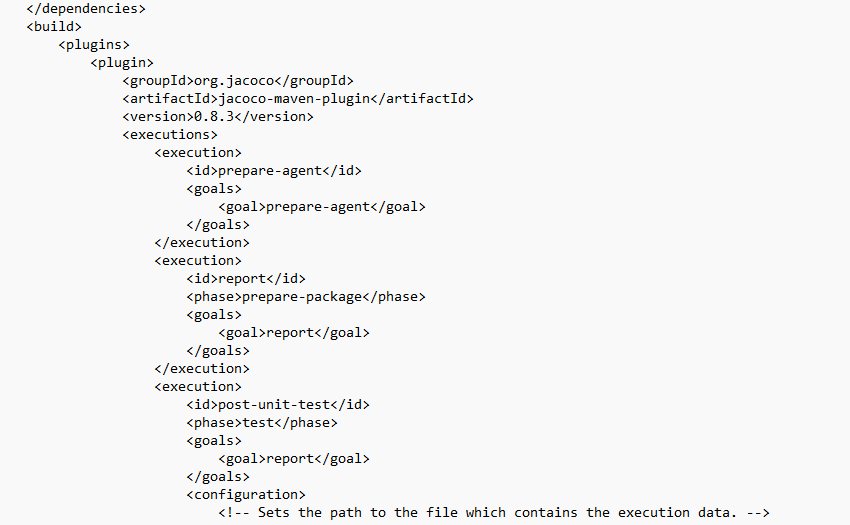 </dependencies>
<build>
<plugins>
<plugin>
<groupId>org.jacoco</groupId>
<artifactId>jacoco-maven-plugin</artifactId>
<version>0.8.3</version>
<executions>
<execution>
<id>prepare-agent</id>
<goals>
<goal>prepare-agent</goal>
</goals>
</execution>
<execution>
<id>report</id>
<phase>prepare-package</phase>
<goals>
<goal>report</goal>
</goals>
</execution>
<execution>
<id>post-unit-test</id>
<phase>test</phase>
<goals>
<goal>report</goal>
</goals>
<configuration>
<!-- Sets the path to the file which contains the execution data. -->